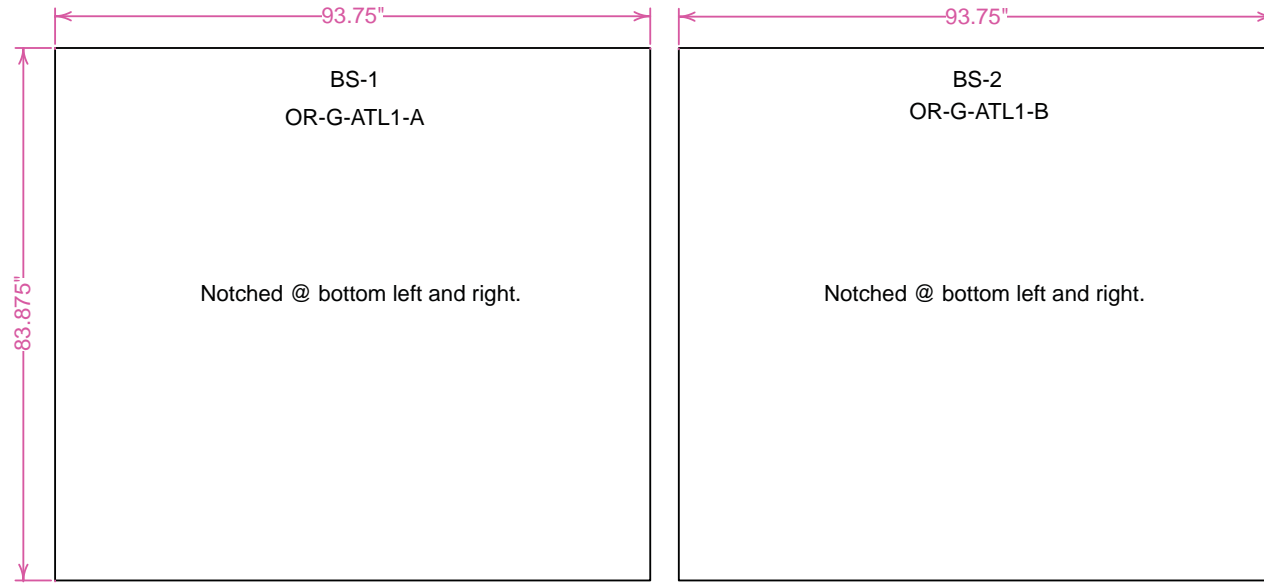 93.75"
93.75"
BS-1
OR-G-ATL1-A
BS-2
OR-G-ATL1-B
83.875"
Notched @ bottom left and right.
Notched @ bottom left and right.